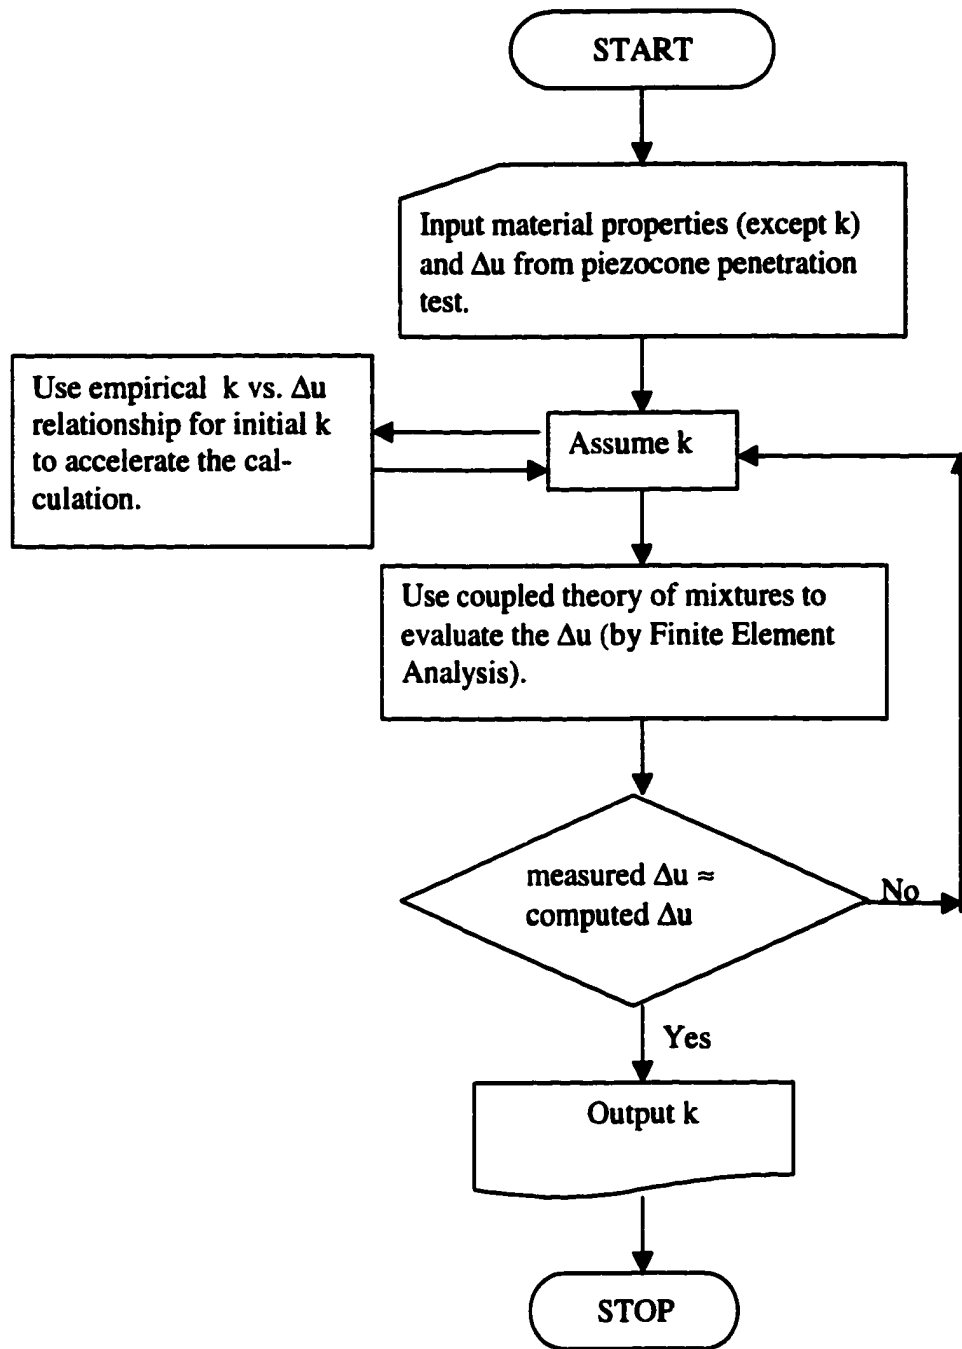 START
Input material properties (except k)
and Δu from piezocone penetration
test.
Use empirical k vs. Δu
relationship for initial k
to accelerate the cal-
culation.
Assume k
Use coupled theory of mixtures to
evaluate the Δu (by Finite Element
Analysis).
measured Δu ≈
computed Δu
No
Yes
Output k
STOP